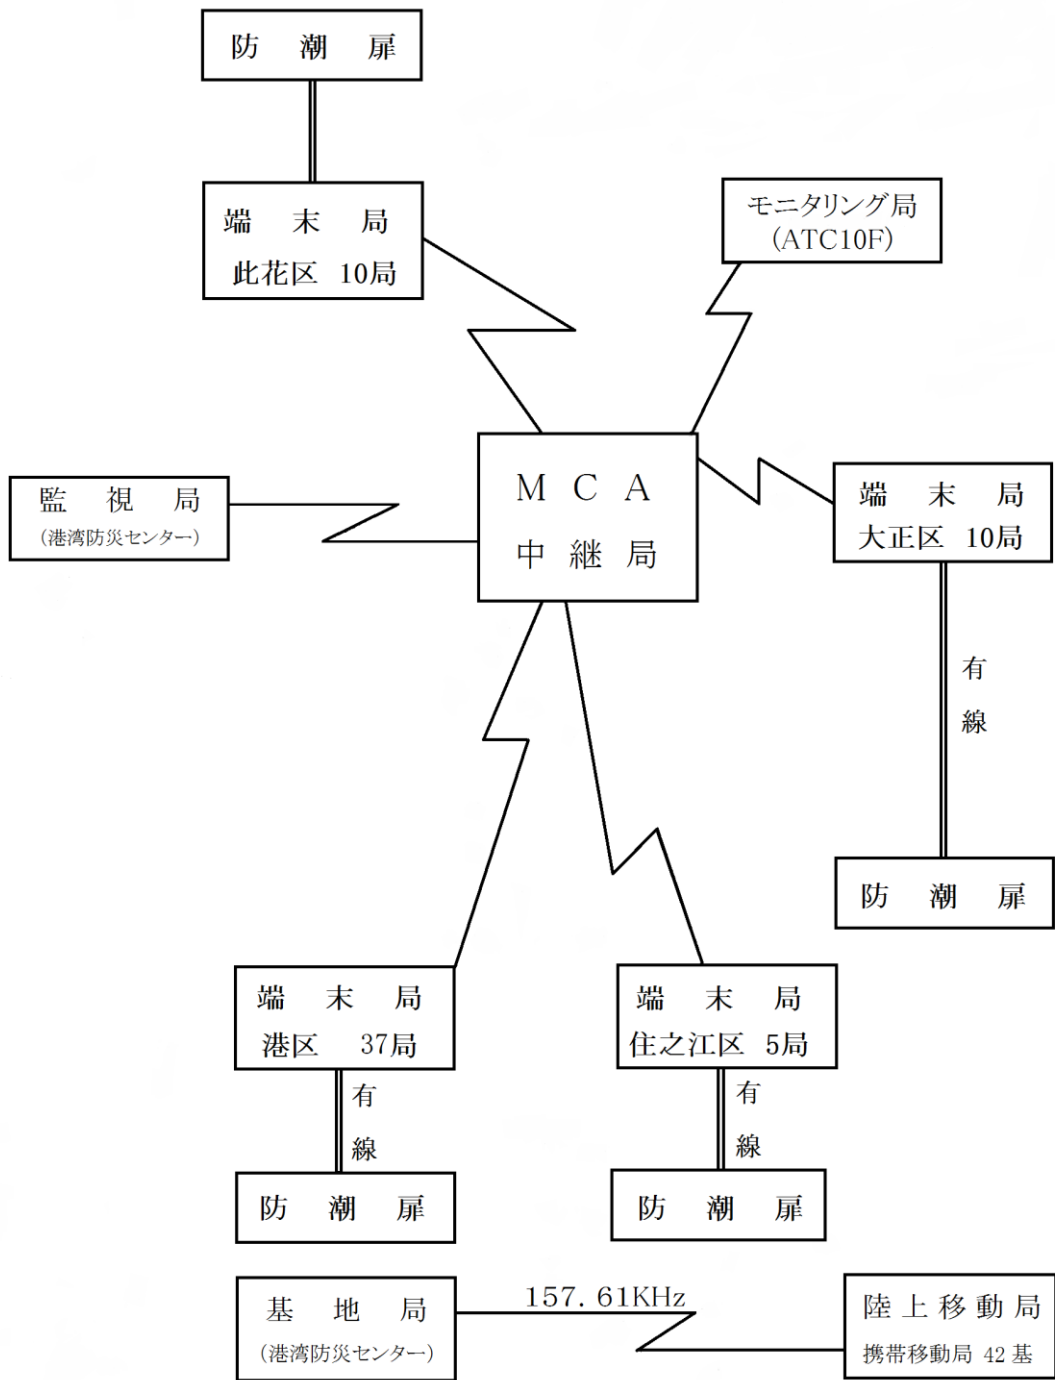 防潮扉
端末局
此花区 10局
モニタリング局
(ATC10F)
監視局
(港湾防災センター)
MCA
中継局
端末局
大正区 10局
有
線
防潮扉
端末局
港区 37局
有
線
防潮扉
端末局
住之江区 5局
有
線
防潮扉
基地局
(港湾防災センター)
157.61KHz
陸上移動局
携帯移動局 42基